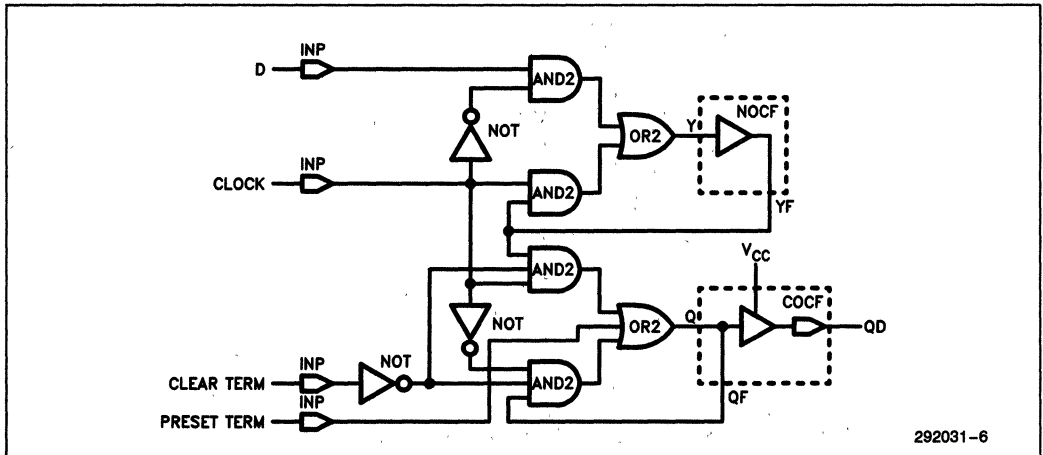 D
INP
AND2
NOT
OR2
Y
NOCF
YF
CLOCK
INP
AND2
AND2
NOT
OR2
Q
VCC
COCF
QD
QF
CLEAR TERM
INP
NOT
AND2
PRESET TERM
INP
292031-6